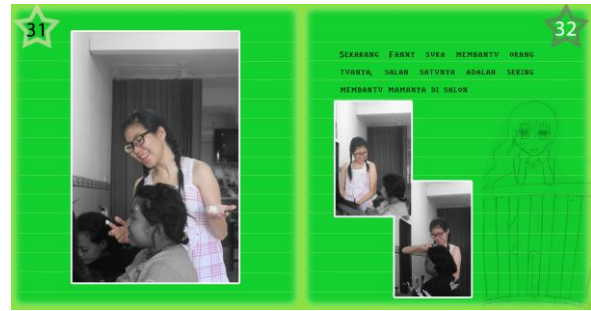 31
32
SEKARANG FANNY SUKA MEMBANTU ORANG
TUANYA, SALAH SATUNYA ADALAH SERING
MEMBANTU MAMANYA DI SALON